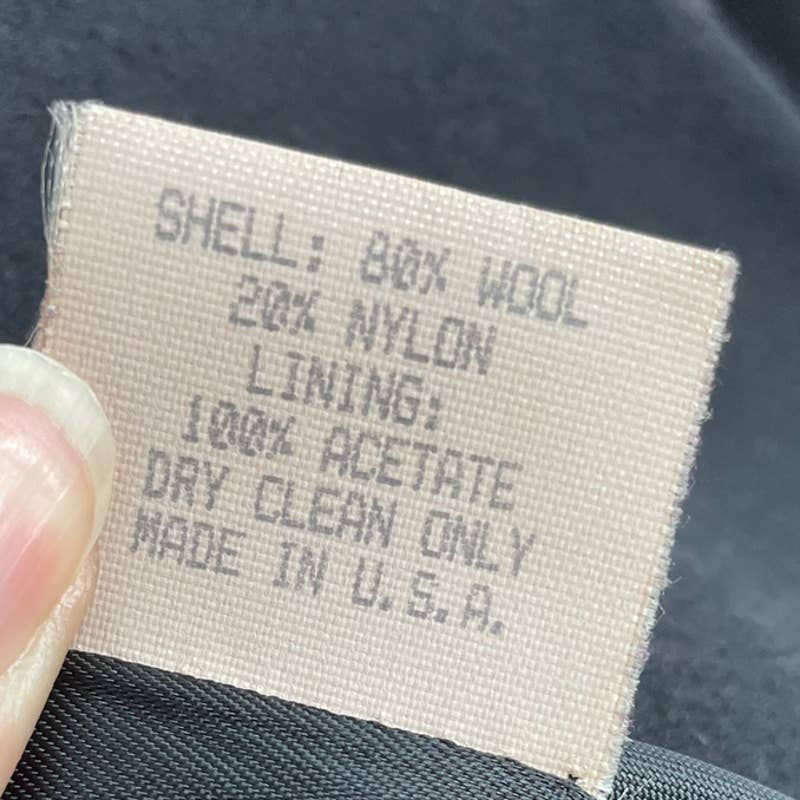 SHELL: 80% WOOL
20% NYLON
LINING:
100% ACETATE
DRY CLEAN ONLY
MADE IN U.S.A.